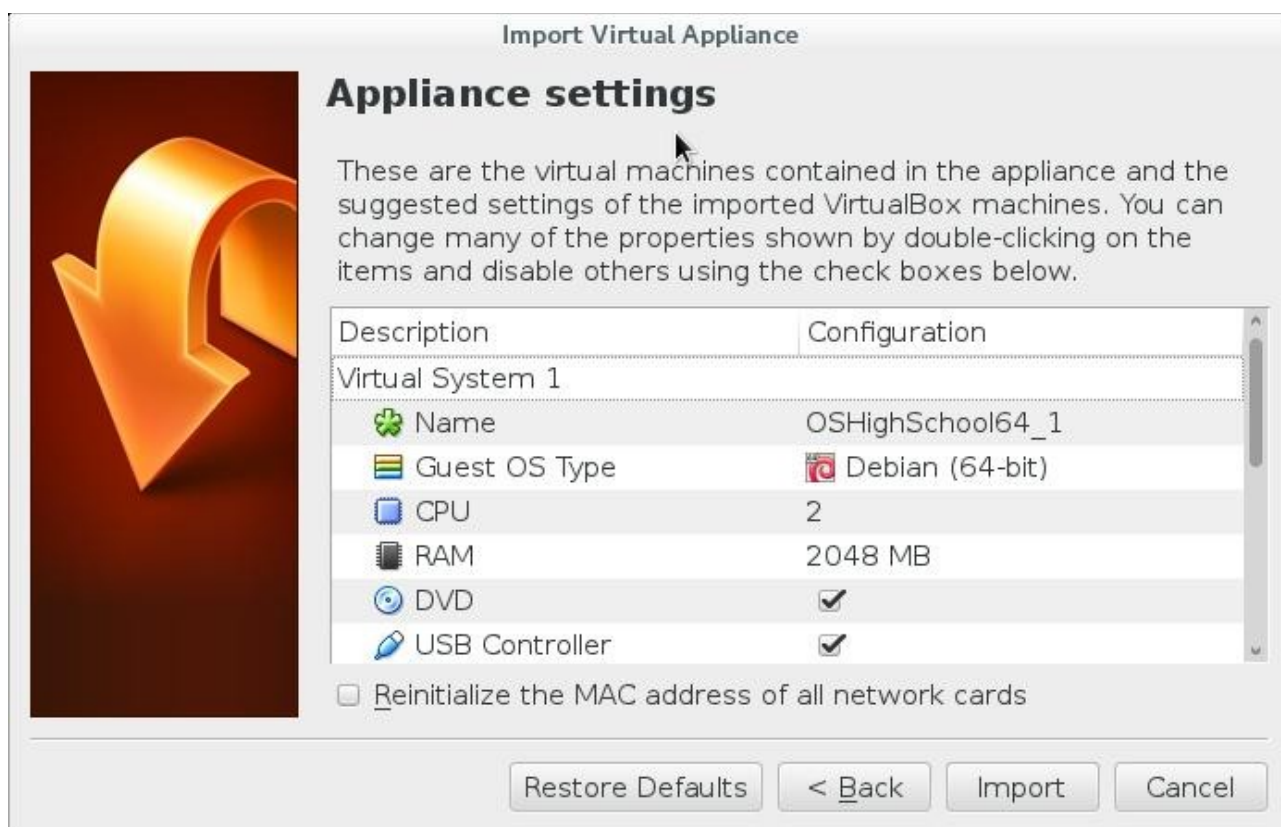 Import Virtual Appliance
Appliance settings
These are the virtual machines contained in the appliance and the
suggested settings of the imported VirtualBox machines. You can
change many of the properties shown by double-clicking on the
items and disable others using the check boxes below.
Description Configuration
Virtual System 1
Name OSHighSchool64_1
Guest OS Type Debian (64-bit)
CPU 2
RAM 2048 MB
DVD
USB Controller
Reinitialize the MAC address of all network cards
Restore Defaults < Back Import Cancel